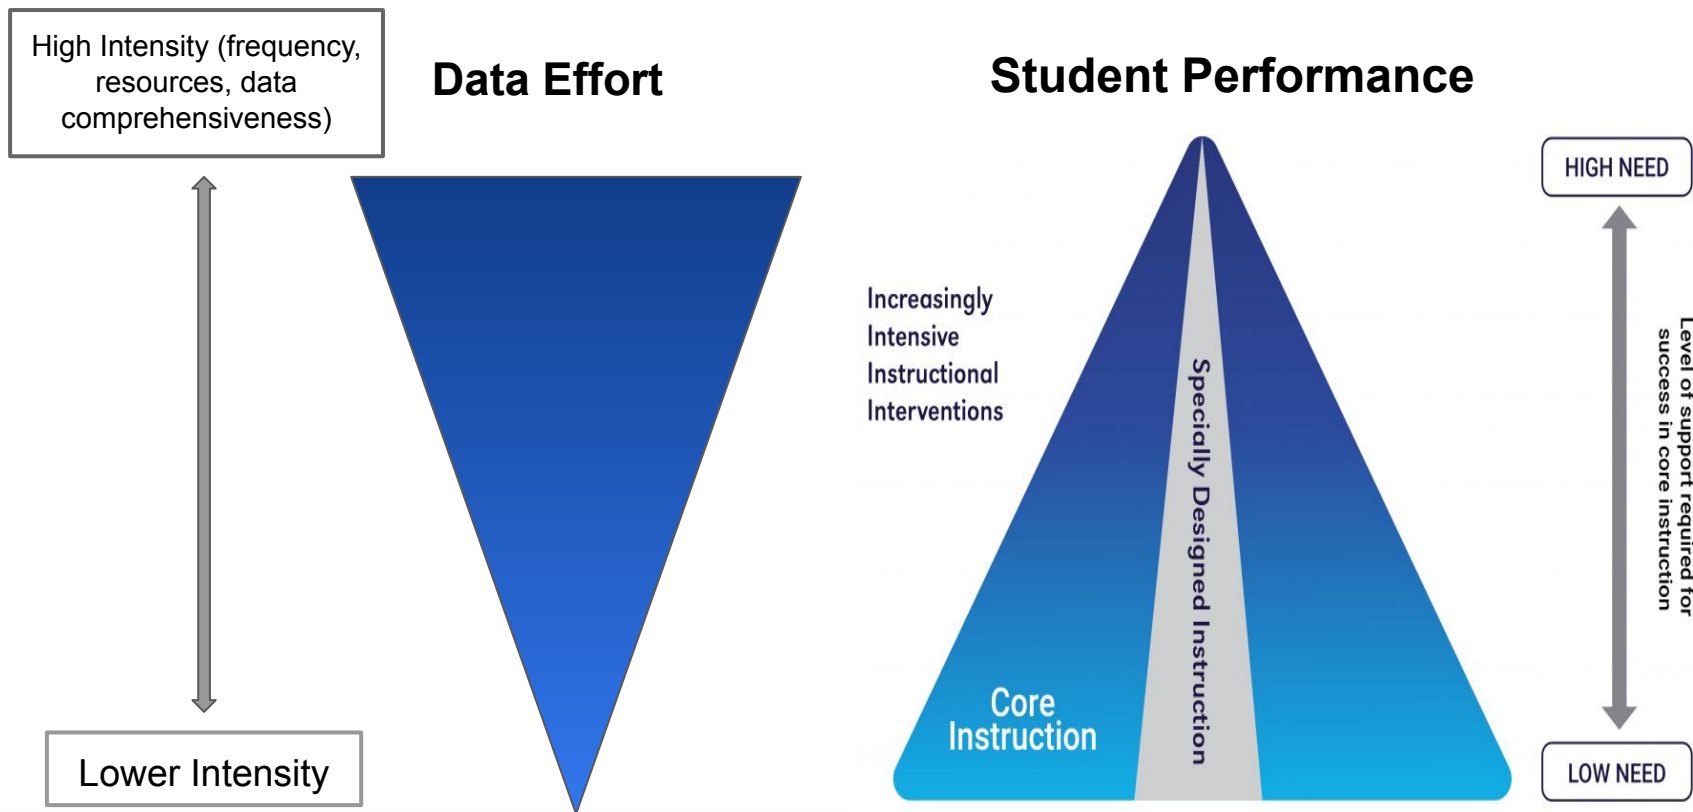 High Intensity (frequency,
resources, data
comprehensiveness)
Data Effort
Lower Intensity
Student Performance
Increasingly
Intensive
Instructional
Interventions
Specially Designed Instruction
Core
Instruction
HIGH NEED
Level of support required for
success in core instruction
LOW NEED